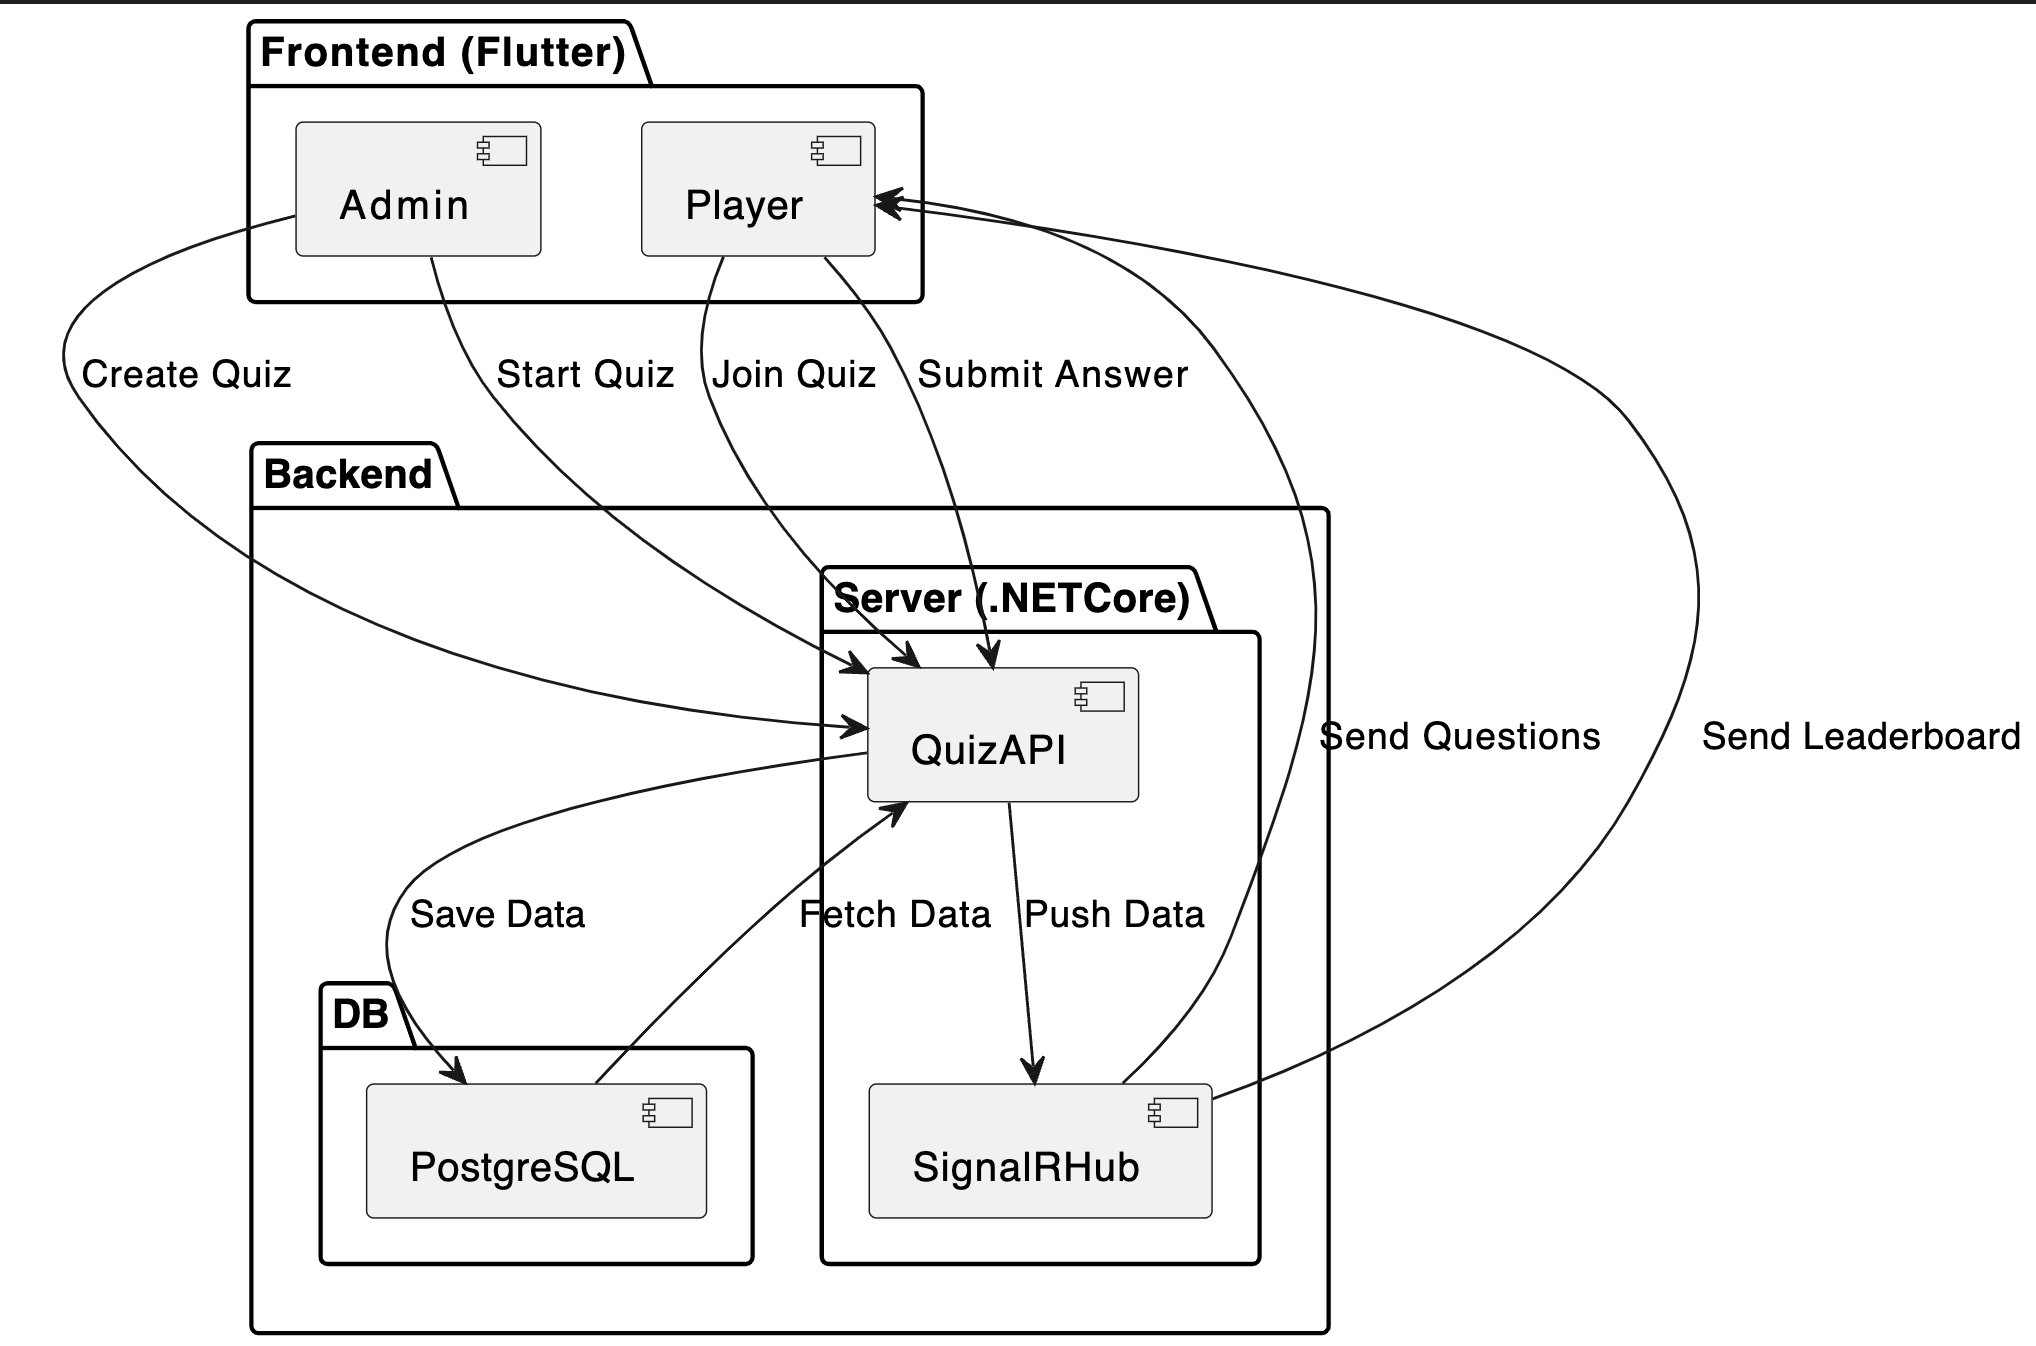 Frontend (Flutter)
Admin
Player
Create Quiz
Start Quiz
Join Quiz
Submit Answer
Backend
Server (.NETCore)
QuizAPI
Send Questions
Send Leaderboard
Save Data
Fetch Data
Push Data
DB
PostgreSQL
SignalRHub